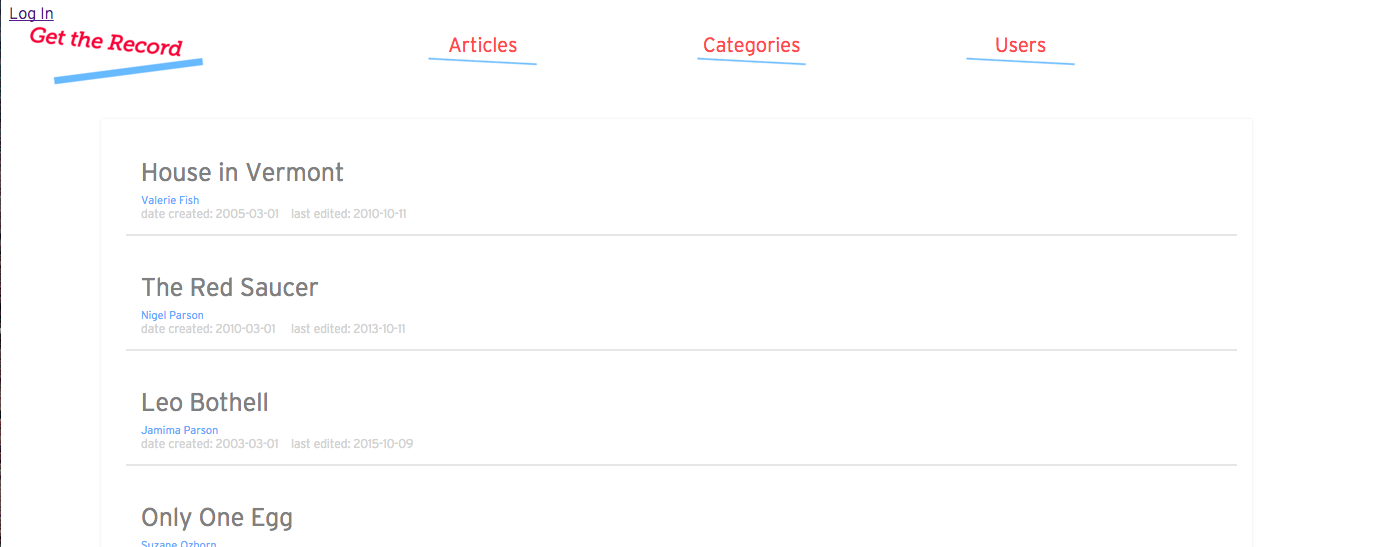 Log In
Get the Record
Articles
Categories
Users
House in Vermont
Valerie Fish
date created: 2005-03-01 last edited: 2010-10-11
The Red Saucer
Nigel Parson
date created: 2010-03-01 last edited: 2013-10-11
Leo Bothell
Jamima Parson
date created: 2003-03-01 last edited: 2015-10-09
Only One Egg
Suzane Ozborn